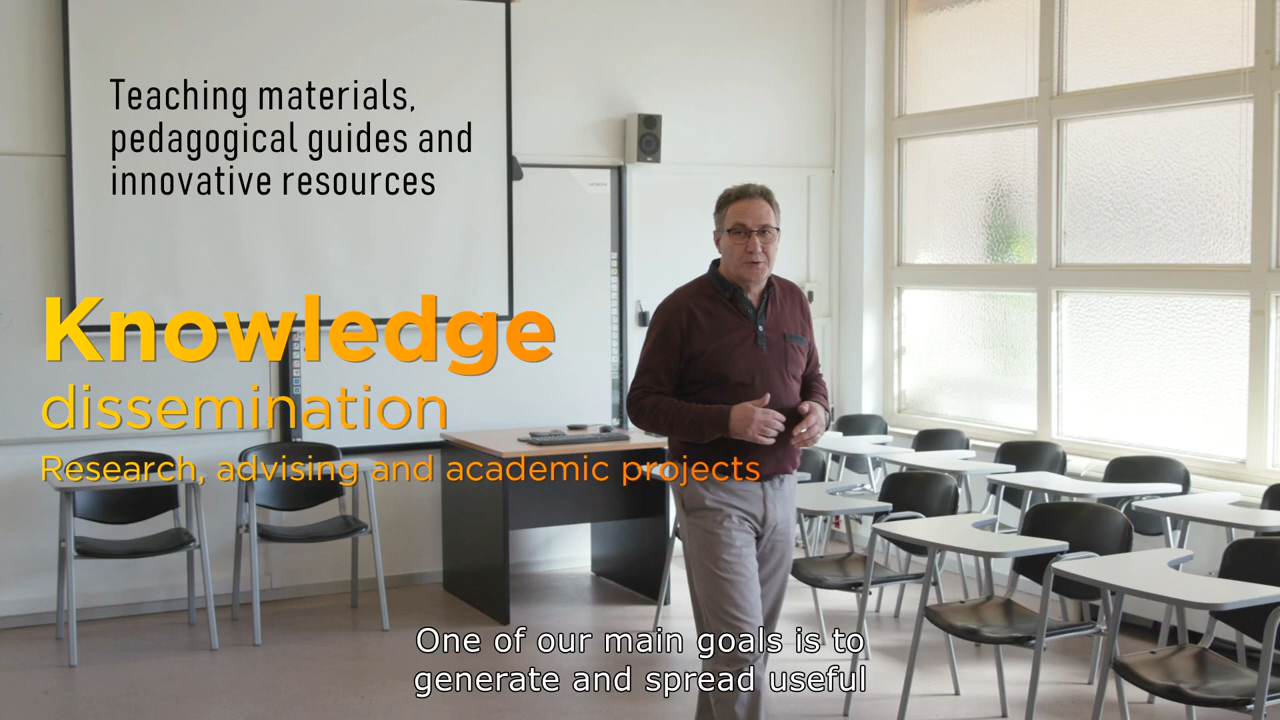 Teaching materials,
pedagogical guides and
innovative resources
Knowledge
dissemination
Research, advising and academic projects
One of our main goals is to
generate and spread useful